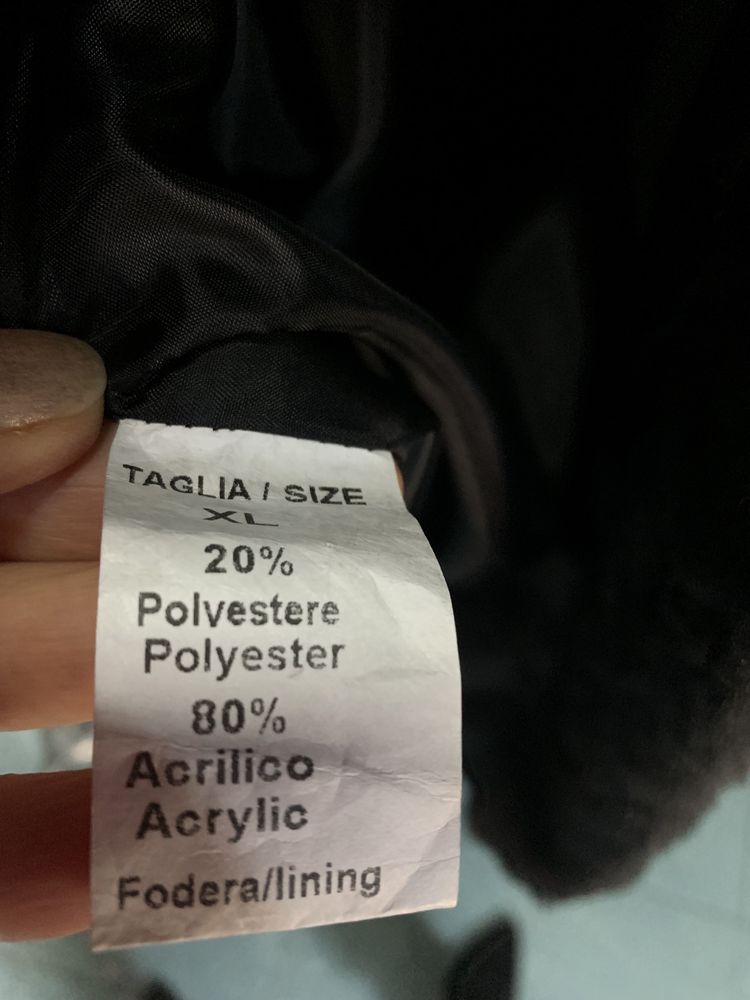 TAGLIA / SIZE
XL
20%
Polvestere
Polyester
80%
Acrilico
Acrylic
Fodera/lining